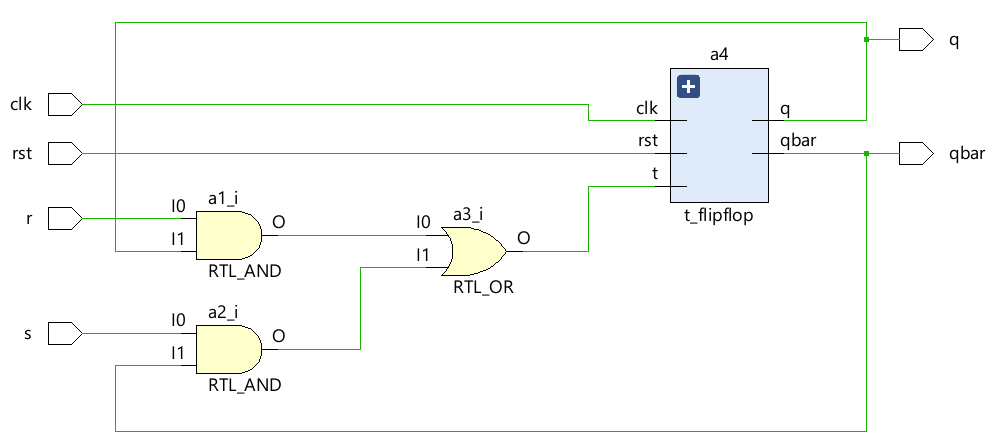 q
a4
clk
clk
q
rst
rst
qbar
qbar
t
r
I0
a1_i
O
a3_i
t_flipflop
I0
I1
O
I1
RTL_AND
RTL_OR
s
I0
a2_i
O
I1
RTL_AND